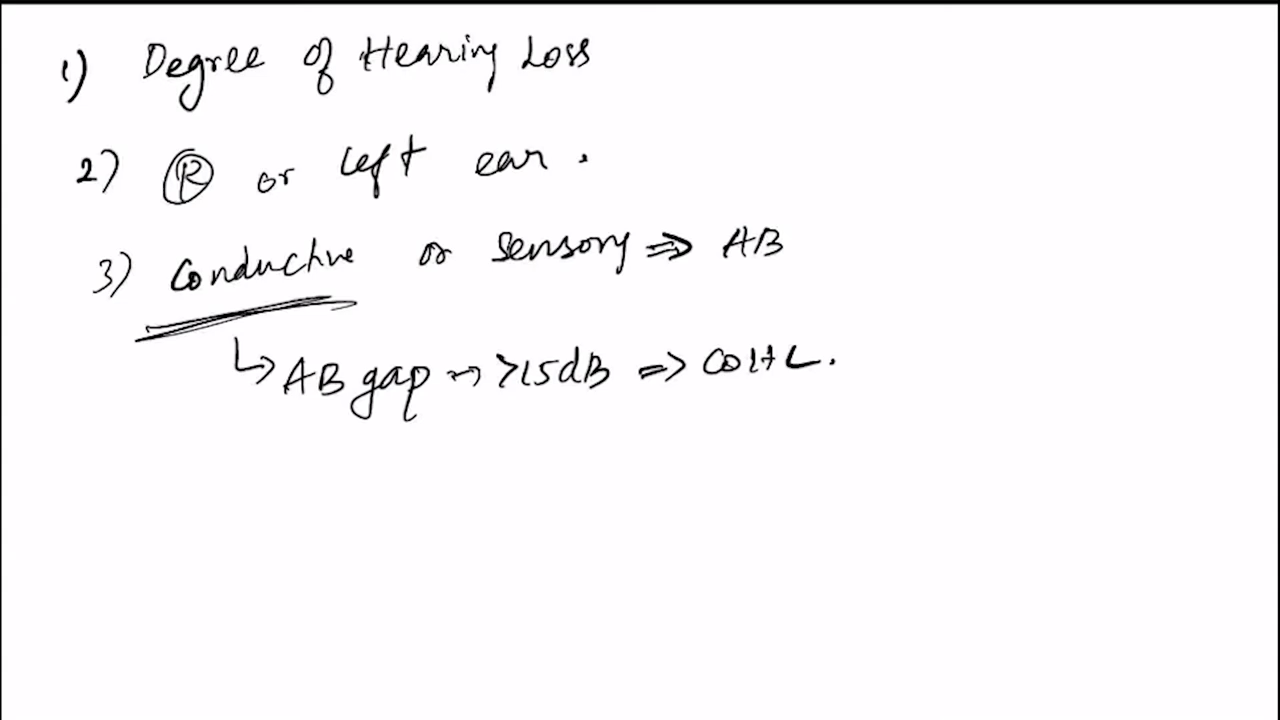 1) Degree of Hearing Loss
2) Ⓡ or left ear.
3) Conductive or sensory ⇒ AB
↳ AB gap → >15dB ⇒ CoHL.